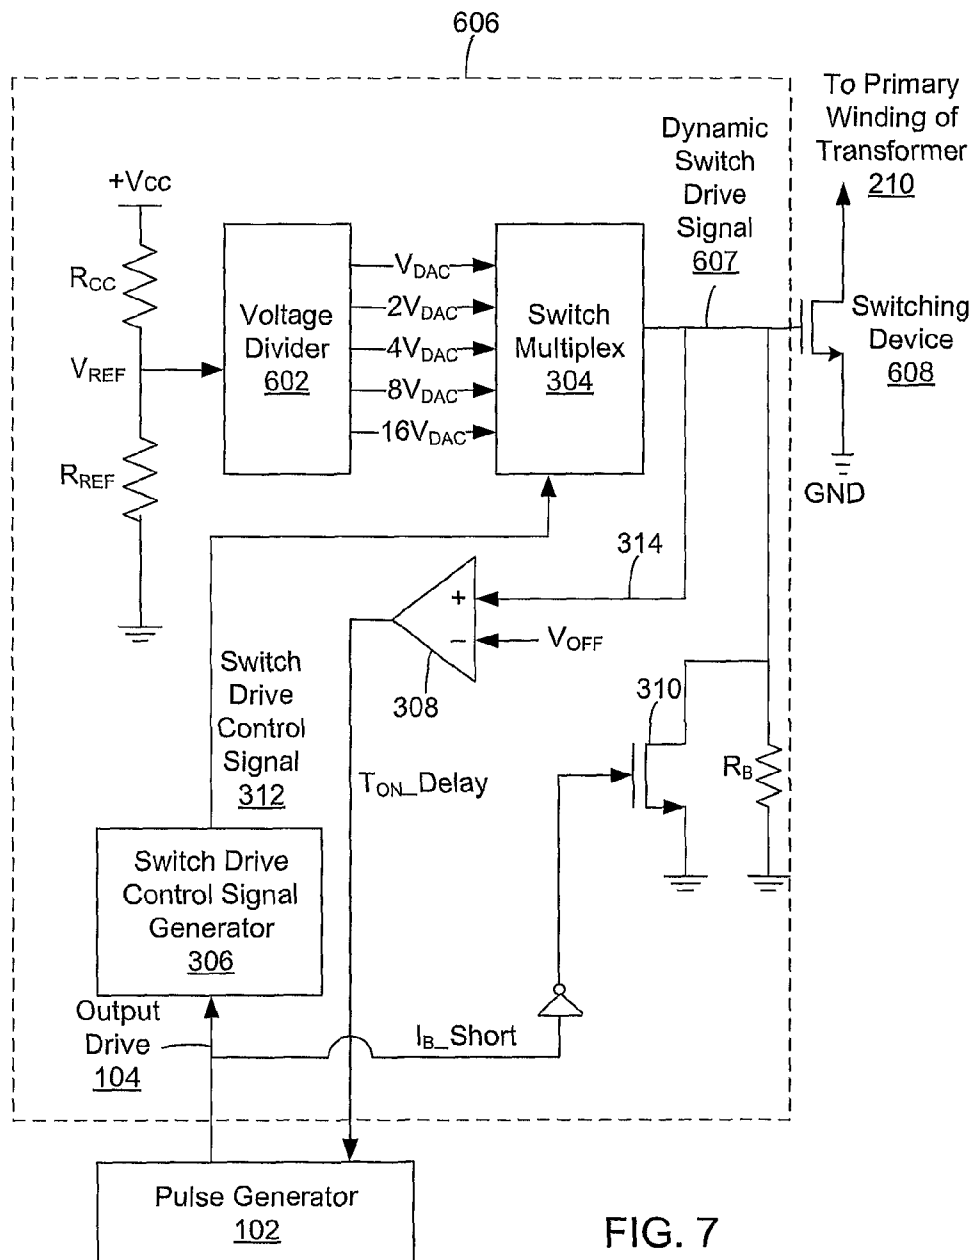 606
To Primary
Winding of
Transformer
210
Dynamic
Switch
Drive
Signal
607
+VCC
RCC
VREF
RREF
Voltage
Divider
602
VDAC
2VDAC
4VDAC
8VDAC
16VDAC
Switch
Multiplex
304
Switching
Device
608
GND
314
+
−
VOFF
308
Switch
Drive
Control
Signal
312
310
RB
TON_Delay
Switch Drive
Control Signal
Generator
306
Output
Drive
104
IB_Short
Pulse Generator
102
FIG. 7